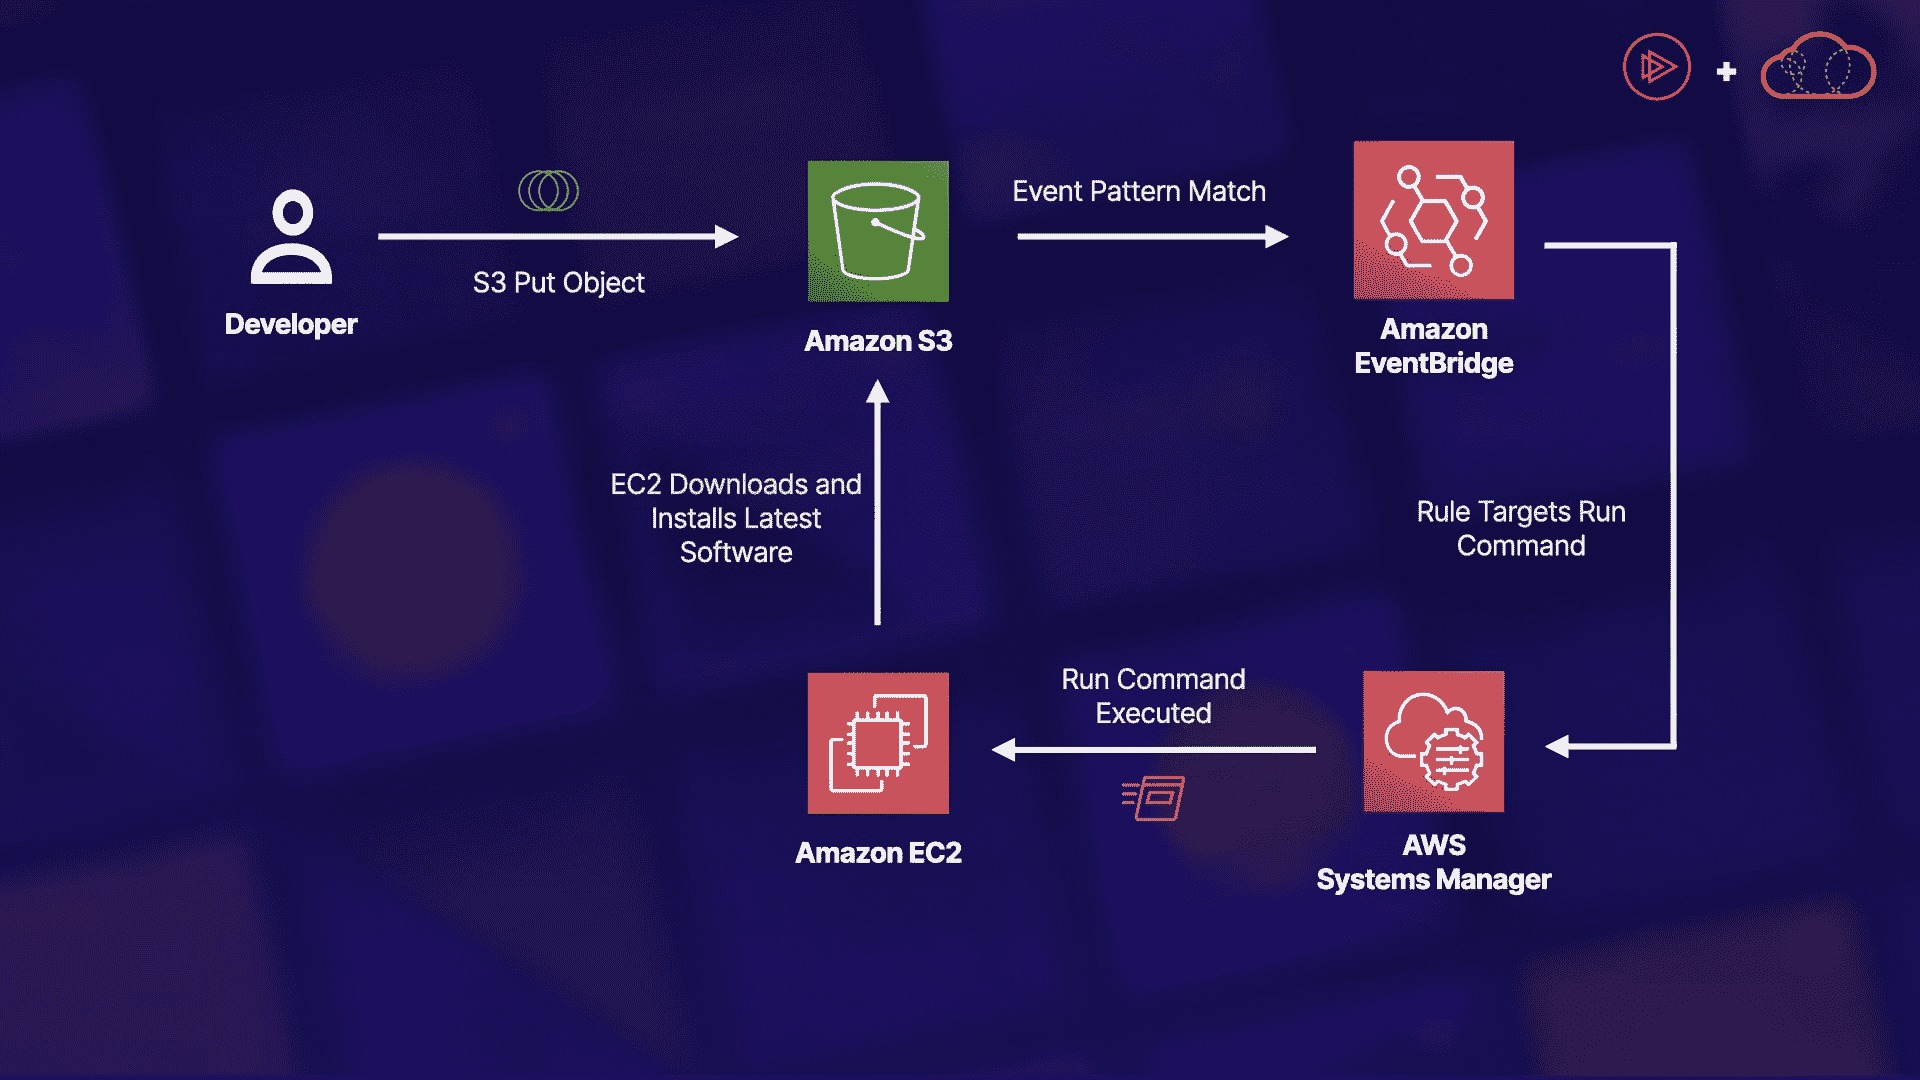 S3 Put Object
Developer
Amazon S3
Event Pattern Match
Amazon
EventBridge
EC2 Downloads and
Installs Latest
Software
Rule Targets Run
Command
Run Command
Executed
Amazon EC2
AWS
Systems Manager